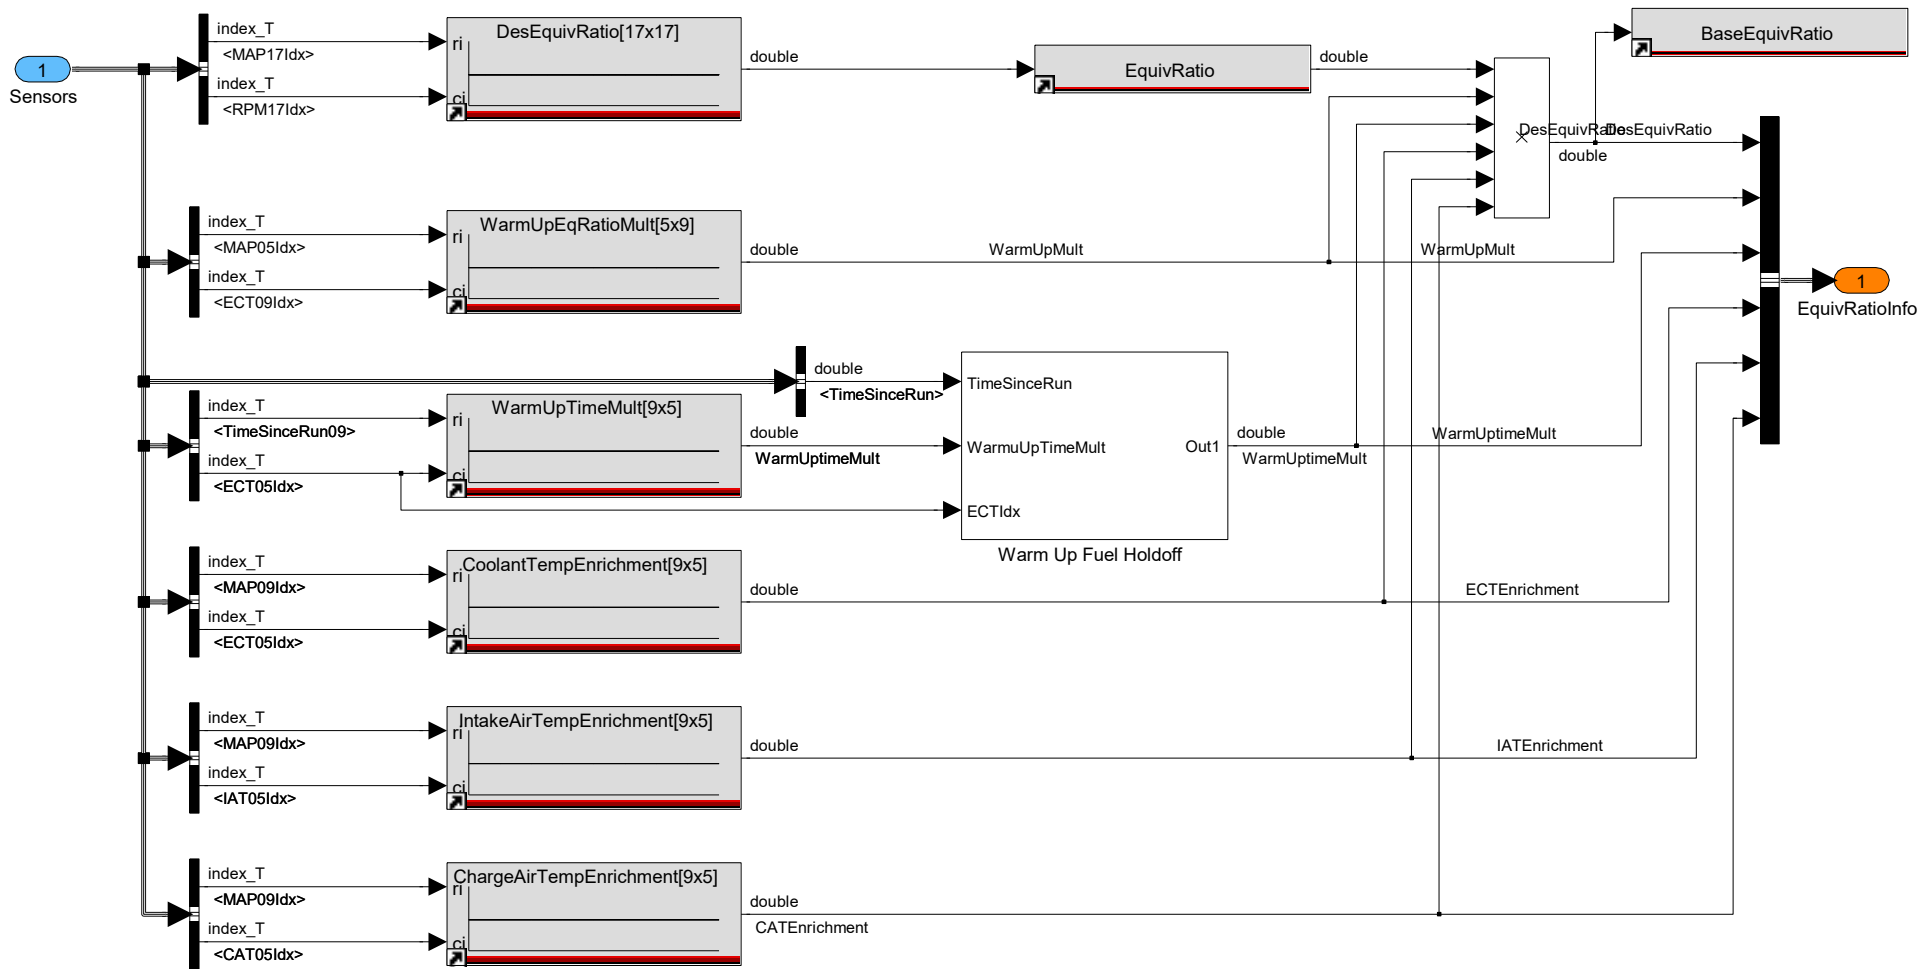 1
Sensors
index_T
<MAP17Idx>
index_T
<RPM17Idx>
DesEquivRatio[17x17]
ri
ci
double
EquivRatio
double
BaseEquivRatio
DesEquivRatio
DesEquivRatio
double
index_T
<MAP05Idx>
index_T
<ECT09Idx>
WarmUpEqRatioMult[5x9]
ri
ci
double
WarmUpMult
WarmUpMult
1
EquivRatioInfo
double
<TimeSinceRun>
index_T
<TimeSinceRun09>
index_T
<ECT05Idx>
WarmUpTimeMult[9x5]
ri
ci
double
WarmUptimeMult
TimeSinceRun
WarmuUpTimeMult
ECTIdx
Out1
Warm Up Fuel Holdoff
double
WarmUptimeMult
WarmUptimeMult
index_T
<MAP09Idx>
index_T
<ECT05Idx>
CoolantTempEnrichment[9x5]
ri
ci
double
ECTEnrichment
index_T
<MAP09Idx>
index_T
<IAT05Idx>
IntakeAirTempEnrichment[9x5]
ri
ci
double
IATEnrichment
index_T
<MAP09Idx>
index_T
<CAT05Idx>
ChargeAirTempEnrichment[9x5]
ri
ci
double
CATEnrichment